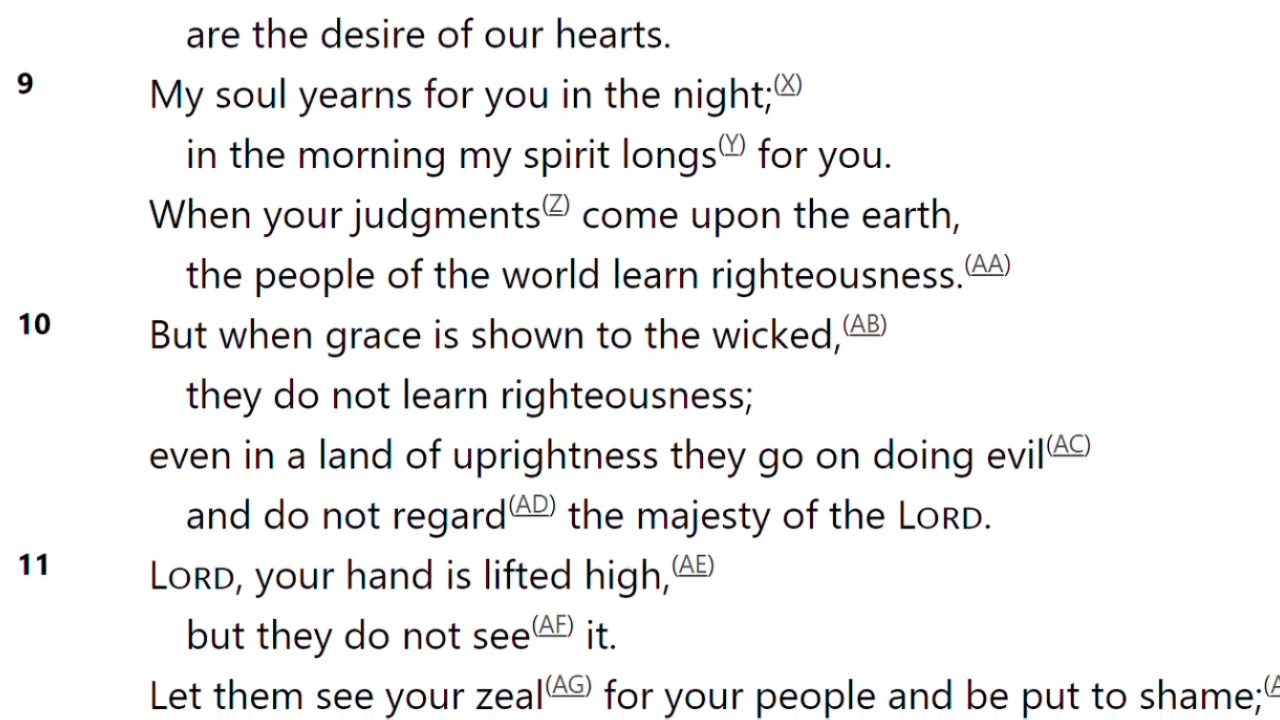 are the desire of our hearts.
9 My soul yearns for you in the night;(X)
in the morning my spirit longs(Y) for you.
When your judgments(Z) come upon the earth,
the people of the world learn righteousness.(AA)
10 But when grace is shown to the wicked,(AB)
they do not learn righteousness;
even in a land of uprightness they go on doing evil(AC)
and do not regard(AD) the majesty of the LORD.
11 LORD, your hand is lifted high,(AE)
but they do not see(AF) it.
Let them see your zeal(AG) for your people and be put to shame;